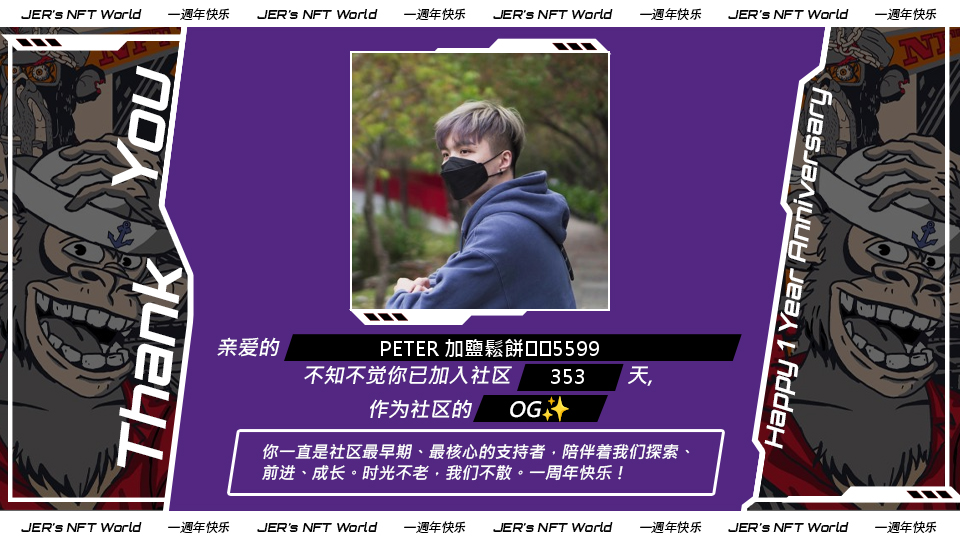 JER's NFT World 一週年快乐 JER's NFT World 一週年快乐 JER's NFT World 一週年快乐 JER's NFT World 一週年快乐
Thank You
Happy 1 Year Anniversary
亲爱的 PETER 加鹽鬆餅▯▯5599
不知不觉你已加入社区 353 天,
作为社区的 OG✨
你一直是社区最早期、最核心的支持者，陪伴着我们探索、
前进、成长。时光不老，我们不散。一周年快乐！
JER's NFT World 一週年快乐 JER's NFT World 一週年快乐 JER's NFT World 一週年快乐 JER's NFT World 一週年快乐